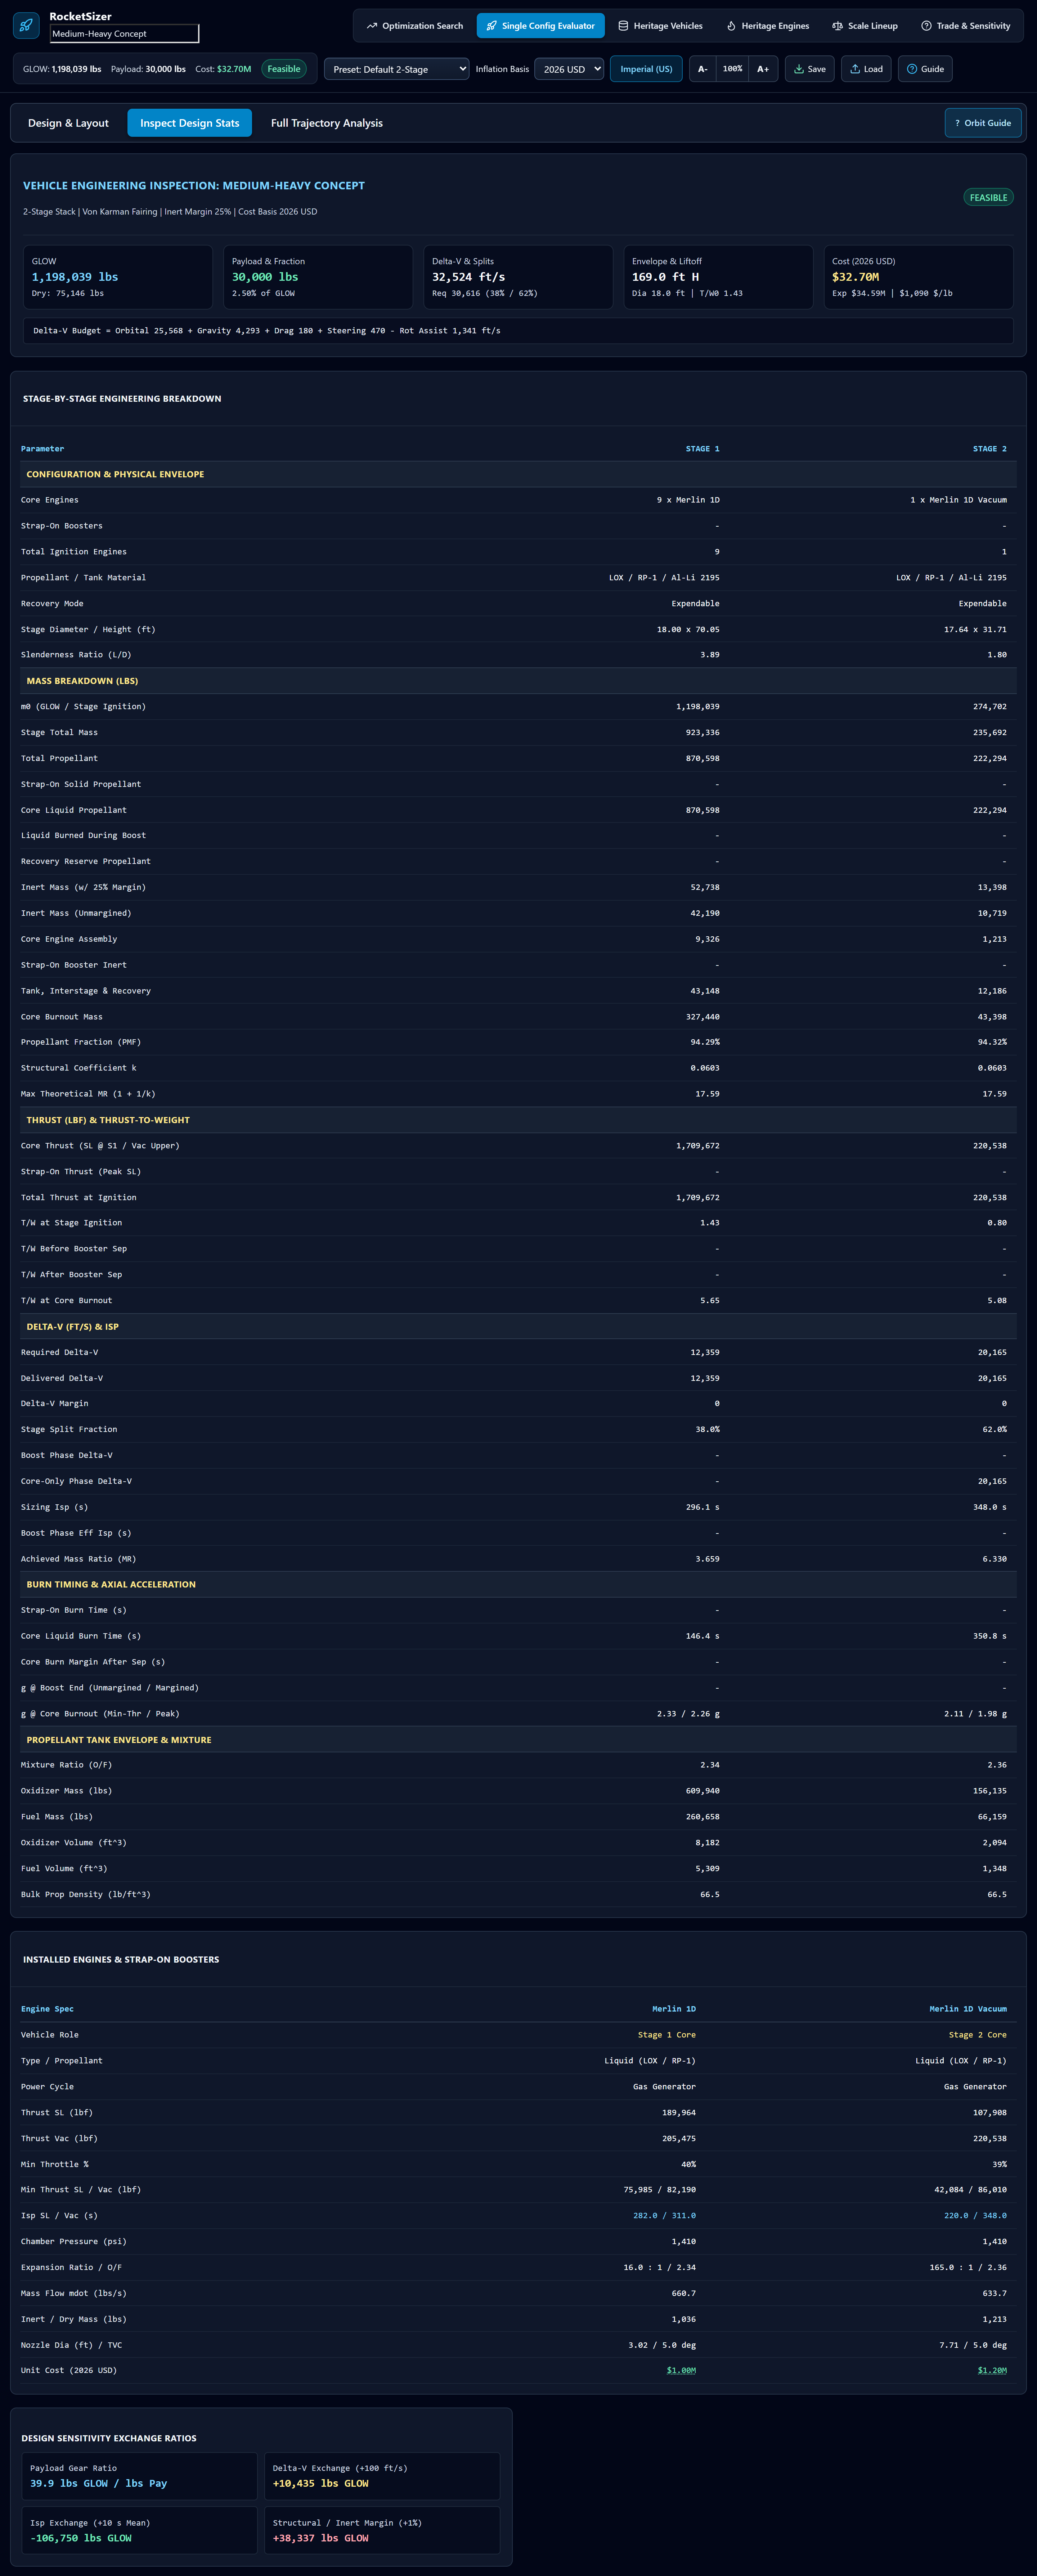 RocketSizer
Medium-Heavy Concept
Optimization Search Single Config Evaluator Heritage Vehicles Heritage Engines Scale Lineup Trade & Sensitivity
GLOW: 1,198,039 lbs Payload: 30,000 lbs Cost: $32.70M Feasible Preset: Default 2-Stage Inflation Basis 2026 USD Imperial (US) A- 100% A+ Save Load Guide
Design & Layout Inspect Design Stats Full Trajectory Analysis ? Orbit Guide
VEHICLE ENGINEERING INSPECTION: MEDIUM-HEAVY CONCEPT
FEASIBLE
2-Stage Stack | Von Karman Fairing | Inert Margin 25% | Cost Basis 2026 USD
GLOW Payload & Fraction Delta-V & Splits Envelope & Liftoff Cost (2026 USD)
1,198,039 lbs 30,000 lbs 32,524 ft/s 169.0 ft H $32.70M
Dry: 75,146 lbs 2.50% of GLOW Req 30,616 (38% / 62%) Dia 18.0 ft | T/W0 1.43 Exp $34.59M | $1,090 $/lb
Delta-V Budget = Orbital 25,568 + Gravity 4,293 + Drag 180 + Steering 470 - Rot Assist 1,341 ft/s
STAGE-BY-STAGE ENGINEERING BREAKDOWN
Parameter STAGE 1 STAGE 2
CONFIGURATION & PHYSICAL ENVELOPE
Core Engines 9 x Merlin 1D 1 x Merlin 1D Vacuum
Strap-On Boosters - -
Total Ignition Engines 9 1
Propellant / Tank Material LOX / RP-1 / Al-Li 2195 LOX / RP-1 / Al-Li 2195
Recovery Mode Expendable Expendable
Stage Diameter / Height (ft) 18.00 x 70.05 17.64 x 31.71
Slenderness Ratio (L/D) 3.89 1.80
MASS BREAKDOWN (LBS)
m0 (GLOW / Stage Ignition) 1,198,039 274,702
Stage Total Mass 923,336 235,692
Total Propellant 870,598 222,294
Strap-On Solid Propellant - -
Core Liquid Propellant 870,598 222,294
Liquid Burned During Boost - -
Recovery Reserve Propellant - -
Inert Mass (w/ 25% Margin) 52,738 13,398
Inert Mass (Unmargined) 42,190 10,719
Core Engine Assembly 9,326 1,213
Strap-On Booster Inert - -
Tank, Interstage & Recovery 43,148 12,186
Core Burnout Mass 327,440 43,398
Propellant Fraction (PMF) 94.29% 94.32%
Structural Coefficient k 0.0603 0.0603
Max Theoretical MR (1 + 1/k) 17.59 17.59
THRUST (LBF) & THRUST-TO-WEIGHT
Core Thrust (SL @ S1 / Vac Upper) 1,709,672 220,538
Strap-On Thrust (Peak SL) - -
Total Thrust at Ignition 1,709,672 220,538
T/W at Stage Ignition 1.43 0.80
T/W Before Booster Sep - -
T/W After Booster Sep - -
T/W at Core Burnout 5.65 5.08
DELTA-V (FT/S) & ISP
Required Delta-V 12,359 20,165
Delivered Delta-V 12,359 20,165
Delta-V Margin 0 0
Stage Split Fraction 38.0% 62.0%
Boost Phase Delta-V - -
Core-Only Phase Delta-V - 20,165
Sizing Isp (s) 296.1 s 348.0 s
Boost Phase Eff Isp (s) - -
Achieved Mass Ratio (MR) 3.659 6.330
BURN TIMING & AXIAL ACCELERATION
Strap-On Burn Time (s) - -
Core Liquid Burn Time (s) 146.4 s 350.8 s
Core Burn Margin After Sep (s) - -
g @ Boost End (Unmargined / Margined) - -
g @ Core Burnout (Min-Thr / Peak) 2.33 / 2.26 g 2.11 / 1.98 g
PROPELLANT TANK ENVELOPE & MIXTURE
Mixture Ratio (O/F) 2.34 2.36
Oxidizer Mass (lbs) 609,940 156,135
Fuel Mass (lbs) 260,658 66,159
Oxidizer Volume (ft^3) 8,182 2,094
Fuel Volume (ft^3) 5,309 1,348
Bulk Prop Density (lb/ft^3) 66.5 66.5
INSTALLED ENGINES & STRAP-ON BOOSTERS
Engine Spec Merlin 1D Merlin 1D Vacuum
Vehicle Role Stage 1 Core Stage 2 Core
Type / Propellant Liquid (LOX / RP-1) Liquid (LOX / RP-1)
Power Cycle Gas Generator Gas Generator
Thrust SL (lbf) 189,964 107,908
Thrust Vac (lbf) 205,475 220,538
Min Throttle % 40% 39%
Min Thrust SL / Vac (lbf) 75,985 / 82,190 42,084 / 86,010
Isp SL / Vac (s) 282.0 / 311.0 220.0 / 348.0
Chamber Pressure (psi) 1,410 1,410
Expansion Ratio / O/F 16.0 : 1 / 2.34 165.0 : 1 / 2.36
Mass Flow mdot (lbs/s) 660.7 633.7
Inert / Dry Mass (lbs) 1,036 1,213
Nozzle Dia (ft) / TVC 3.02 / 5.0 deg 7.71 / 5.0 deg
Unit Cost (2026 USD) $1.00M $1.20M
DESIGN SENSITIVITY EXCHANGE RATIOS
Payload Gear Ratio Delta-V Exchange (+100 ft/s)
39.9 lbs GLOW / lbs Pay +10,435 lbs GLOW
Isp Exchange (+10 s Mean) Structural / Inert Margin (+1%)
-106,750 lbs GLOW +38,337 lbs GLOW